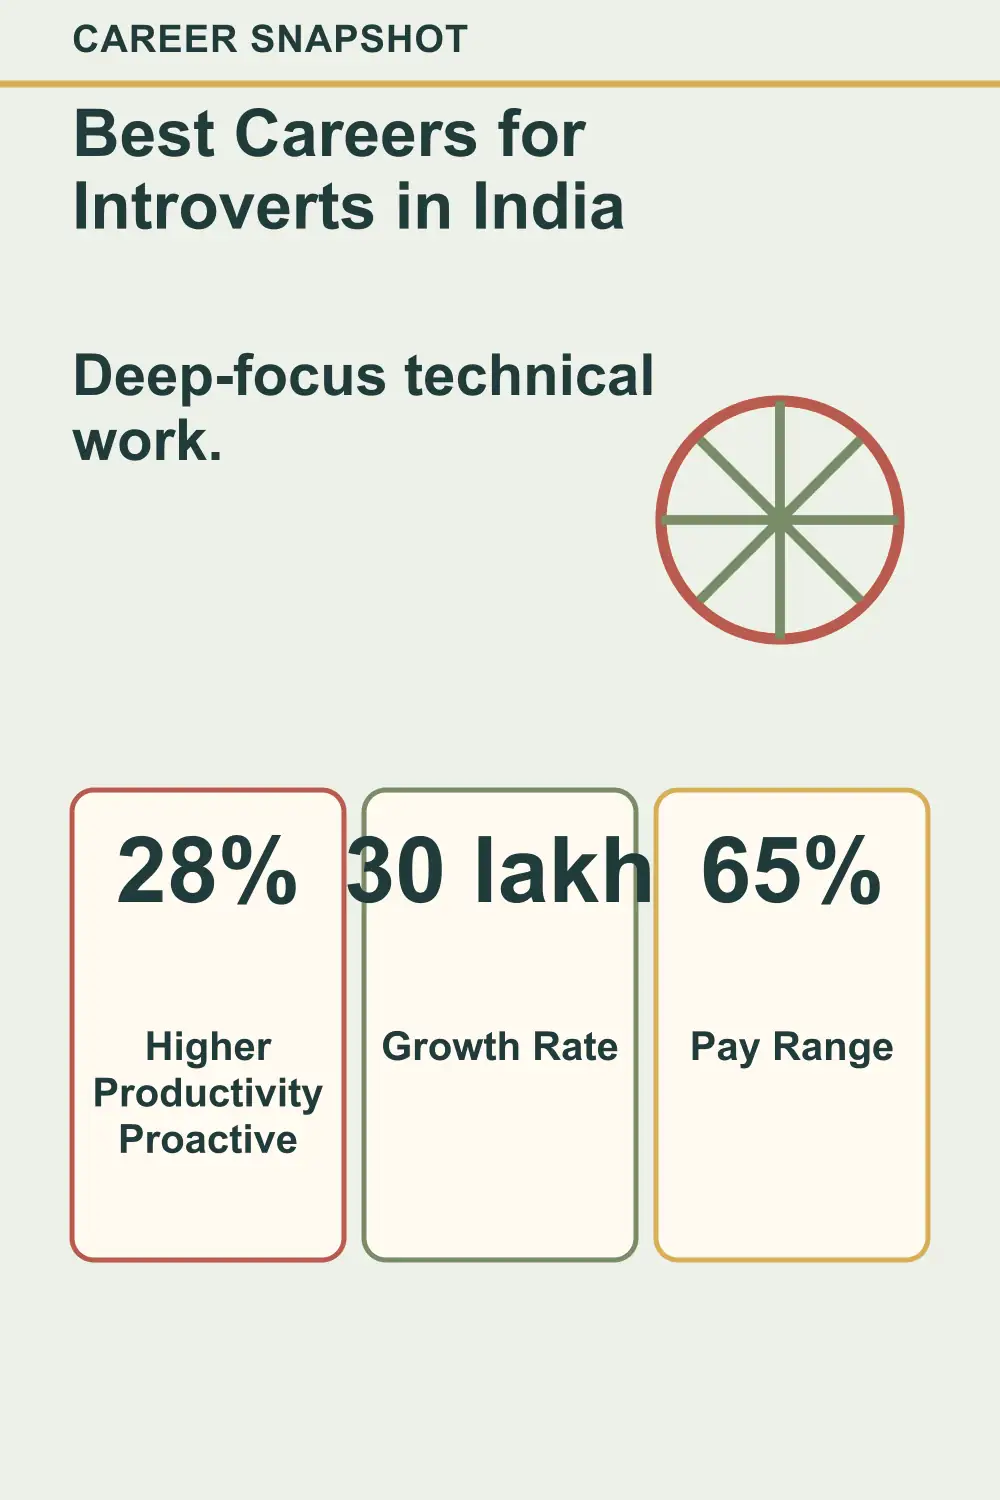 CAREER SNAPSHOT
Best Careers for
Introverts in India
Deep-focus technical
work.
28%
Higher
Productivity
Proactive
30 lakh
Growth Rate
65%
Pay Range